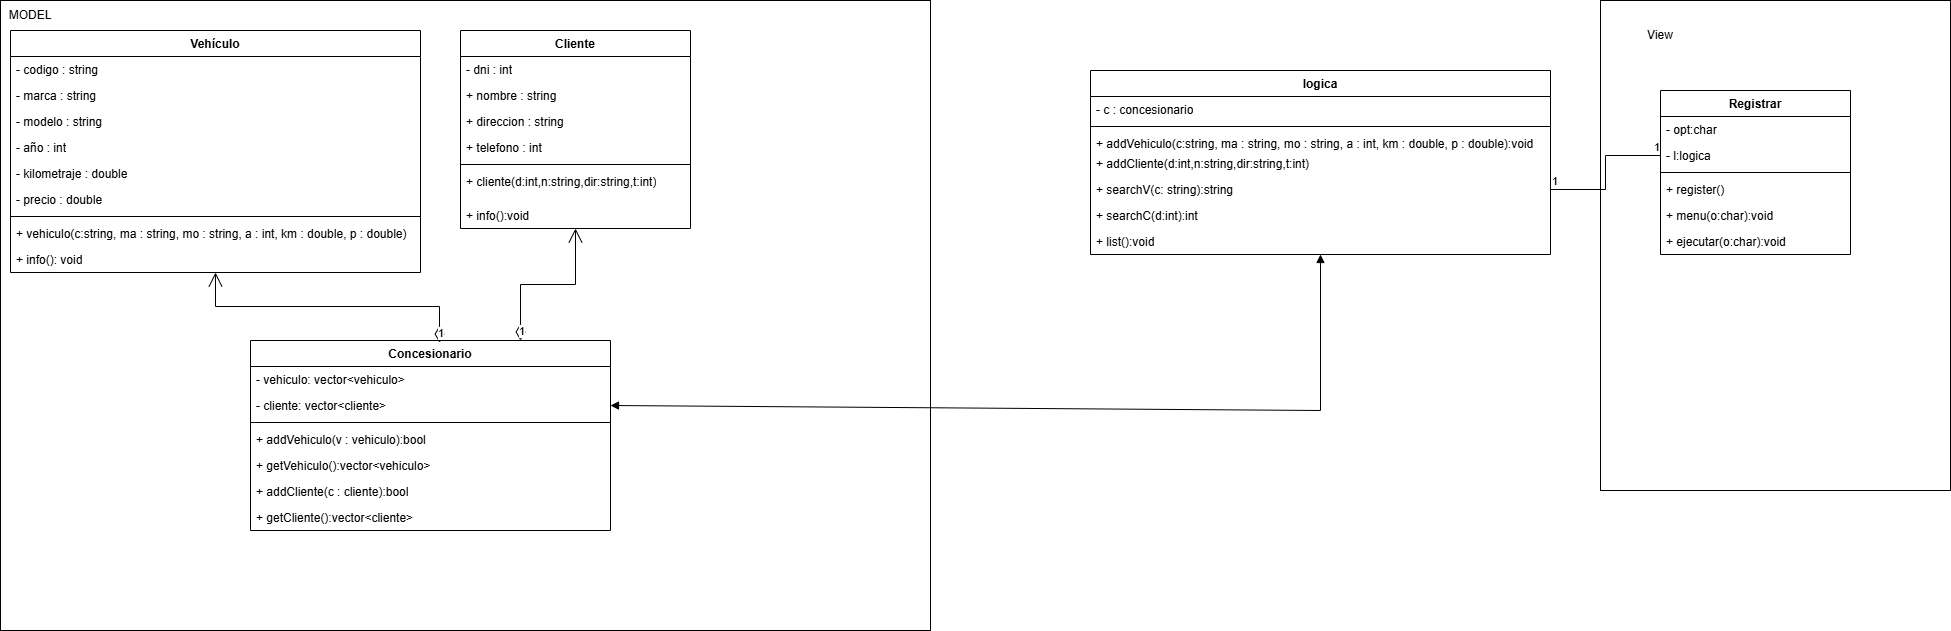 MODEL
Vehículo
- codigo : string
- marca : string
- modelo : string
- año : int
- kilometraje : double
- precio : double
+ vehiculo(c:string, ma : string, mo : string, a : int, km : double, p : double)
+ info(): void
Cliente
- dni : int
+ nombre : string
+ direccion : string
+ telefono : int
+ cliente(d:int,n:string,dir:string,t:int)
+ info():void
1
1
Concesionario
- vehiculo: vector<vehiculo>
- cliente: vector<cliente>
+ addVehiculo(v : vehiculo):bool
+ getVehiculo():vector<vehiculo>
+ addCliente(c : cliente):bool
+ getCliente():vector<cliente>
logica
- c : concesionario
+ addVehiculo(c:string, ma : string, mo : string, a : int, km : double, p : double):void
+ addCliente(d:int,n:string,dir:string,t:int)
+ searchV(c: string):string
+ searchC(d:int):int
+ list():void
1
1
View
Registrar
- opt:char
- l:logica
+ register()
+ menu(o:char):void
+ ejecutar(o:char):void